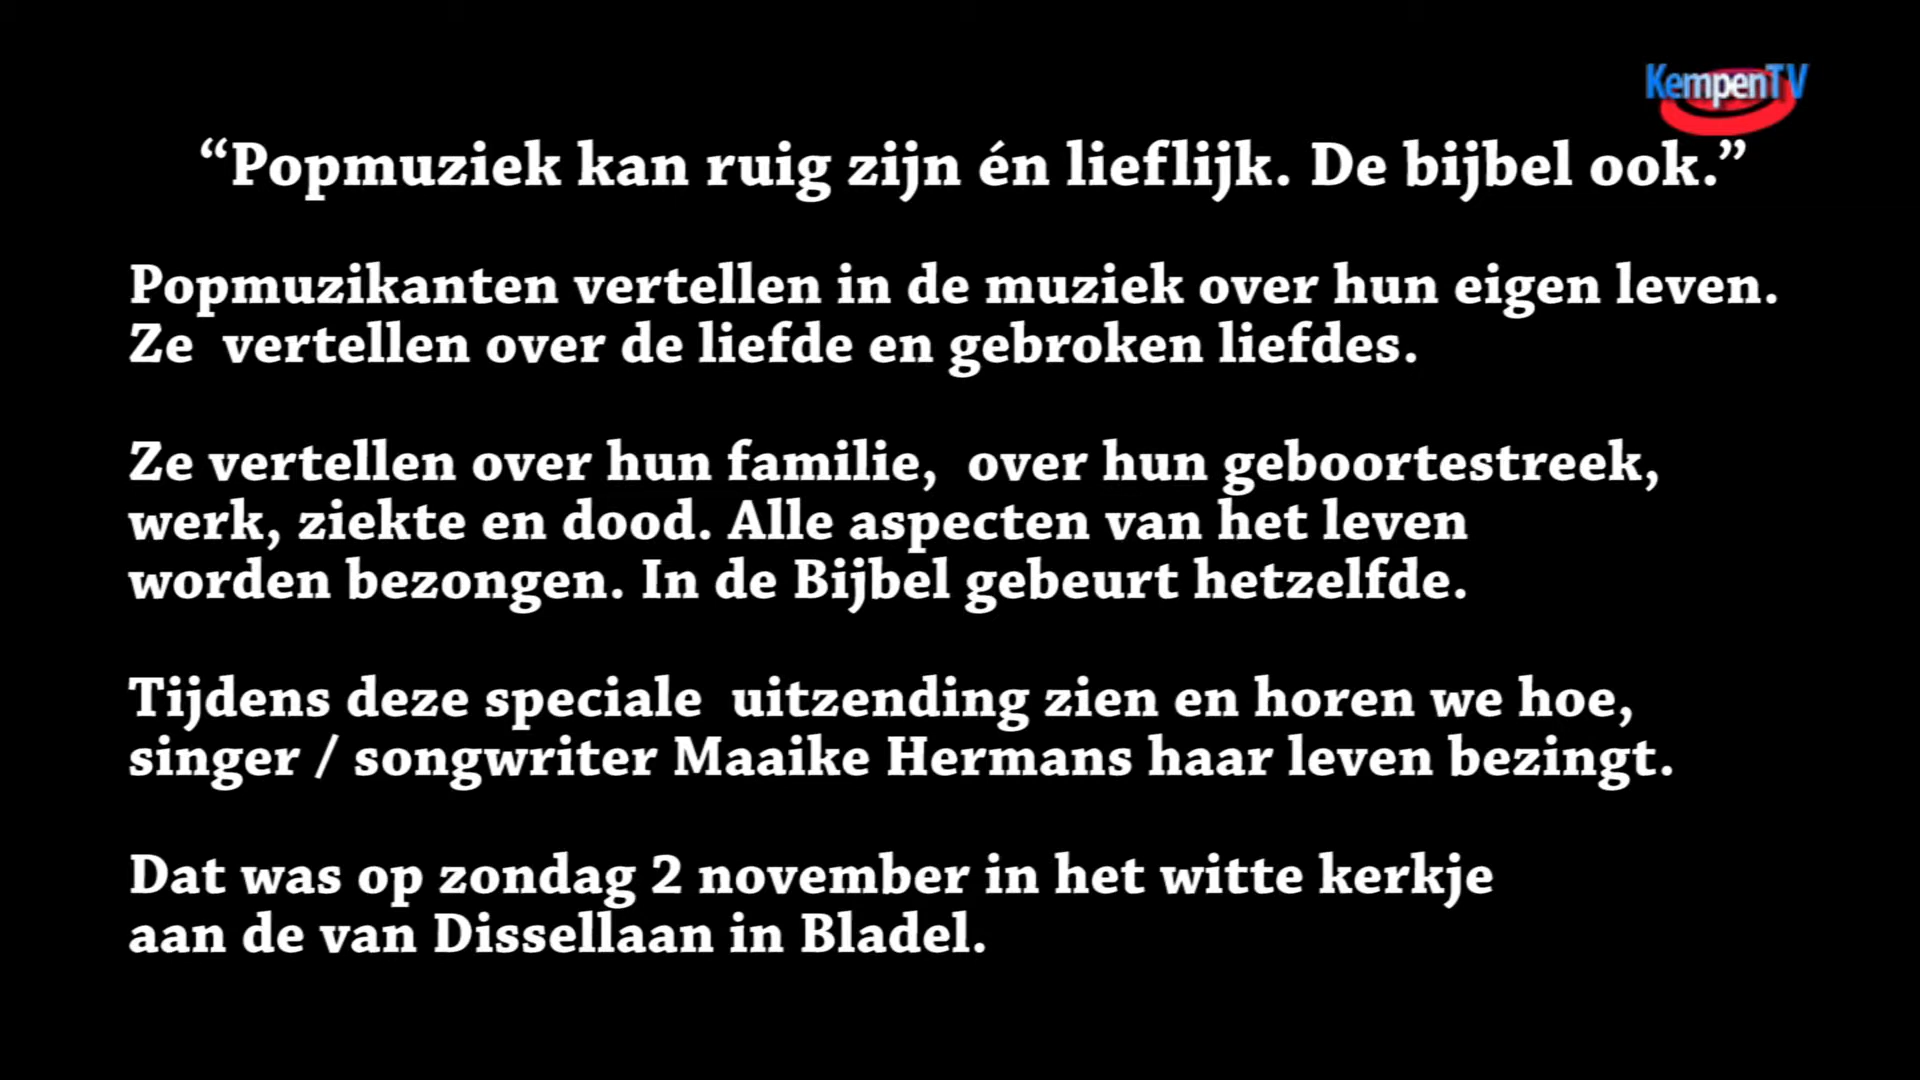 KempenTV
“Popmuziek kan ruig zijn én lieflijk. De bijbel ook.”
Popmuzikanten vertellen in de muziek over hun eigen leven.
Ze  vertellen over de liefde en gebroken liefdes.
Ze vertellen over hun familie,  over hun geboortestreek,
werk, ziekte en dood. Alle aspecten van het leven
worden bezongen. In de Bijbel gebeurt hetzelfde.
Tijdens deze speciale  uitzending zien en horen we hoe,
singer / songwriter Maaike Hermans haar leven bezingt.
Dat was op zondag 2 november in het witte kerkje
aan de van Dissellaan in Bladel.